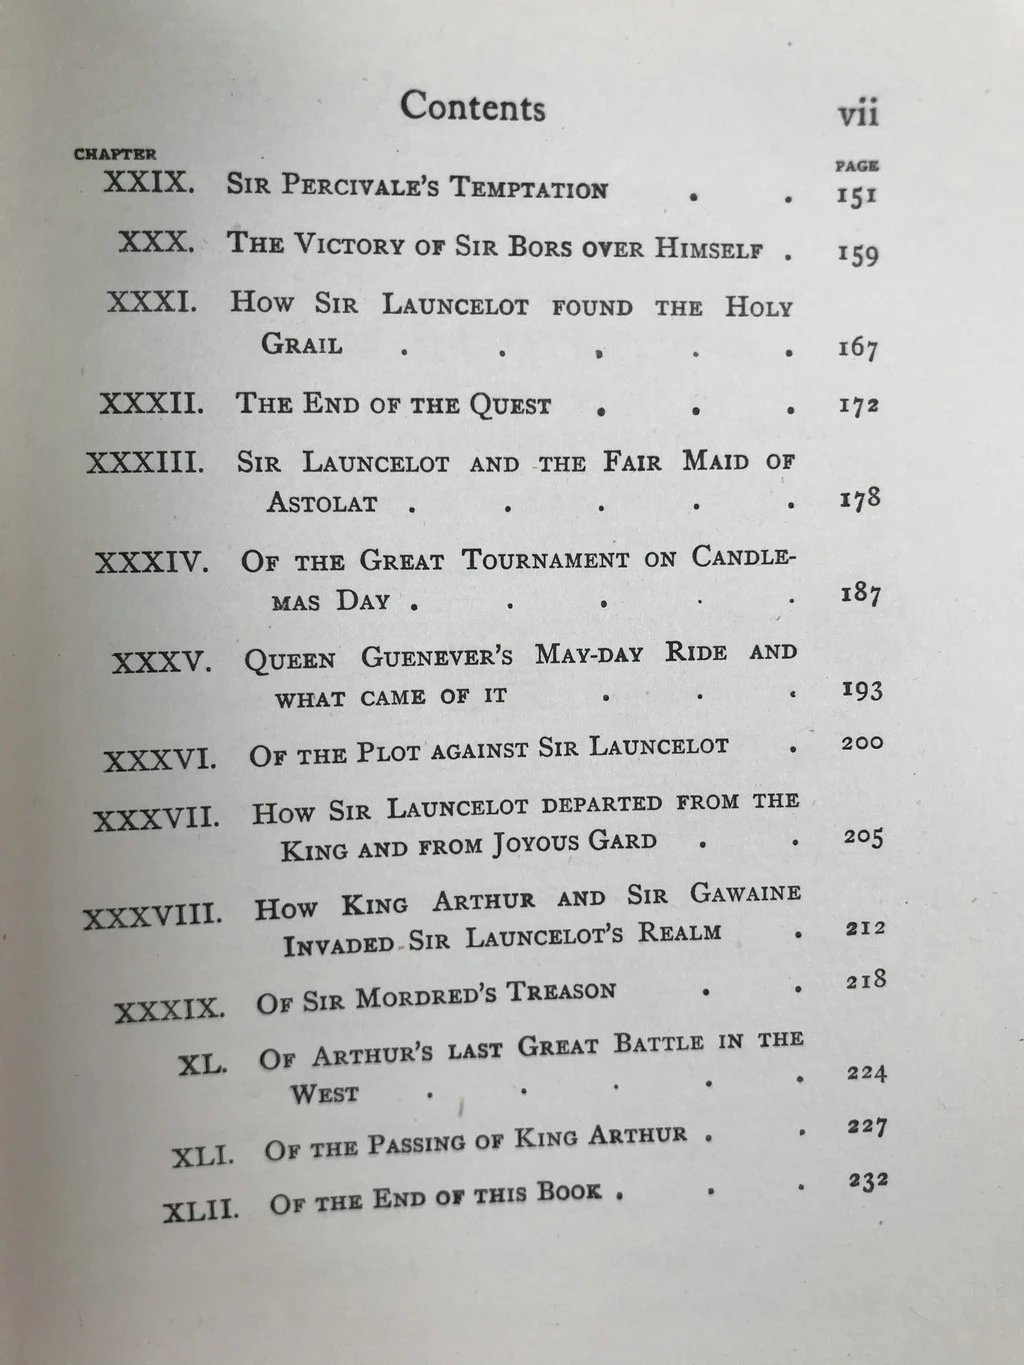 Contents vii
CHAPTER PAGE
XXIX. SIR PERCIVALE'S TEMPTATION . . 151
XXX. THE VICTORY OF SIR BORS OVER HIMSELF . 159
XXXI. HOW SIR LAUNCELOT FOUND THE HOLY
GRAIL . . . . . 167
XXXII. THE END OF THE QUEST . . . 172
XXXIII. SIR LAUNCELOT AND THE FAIR MAID OF
ASTOLAT . . . . . 178
XXXIV. OF THE GREAT TOURNAMENT ON CANDLE-
MAS DAY . . . . . 187
XXXV. QUEEN GUENEVER'S MAY-DAY RIDE AND
WHAT CAME OF IT . . . 193
XXXVI. OF THE PLOT AGAINST SIR LAUNCELOT . 200
XXXVII. HOW SIR LAUNCELOT DEPARTED FROM THE
KING AND FROM JOYOUS GARD . . 205
XXXVIII. HOW KING ARTHUR AND SIR GAWAINE
INVADED SIR LAUNCELOT'S REALM . 212
XXXIX. OF SIR MORDRED'S TREASON . . 218
XL. OF ARTHUR'S LAST GREAT BATTLE IN THE
WEST . . . . . 224
XLI. OF THE PASSING OF KING ARTHUR . . 227
XLII. OF THE END OF THIS BOOK . . . 232